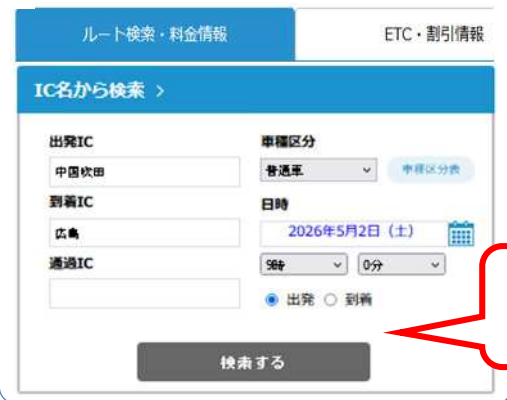 ルート検索・料金情報
ETC・割引情報
IC名から検索 >
出発IC
車種区分
中国吹田
普通車
車種区分表
到着IC
日時
広島
2026年5月2日（土）
通過IC
9時
0分
出発
到着
検索する